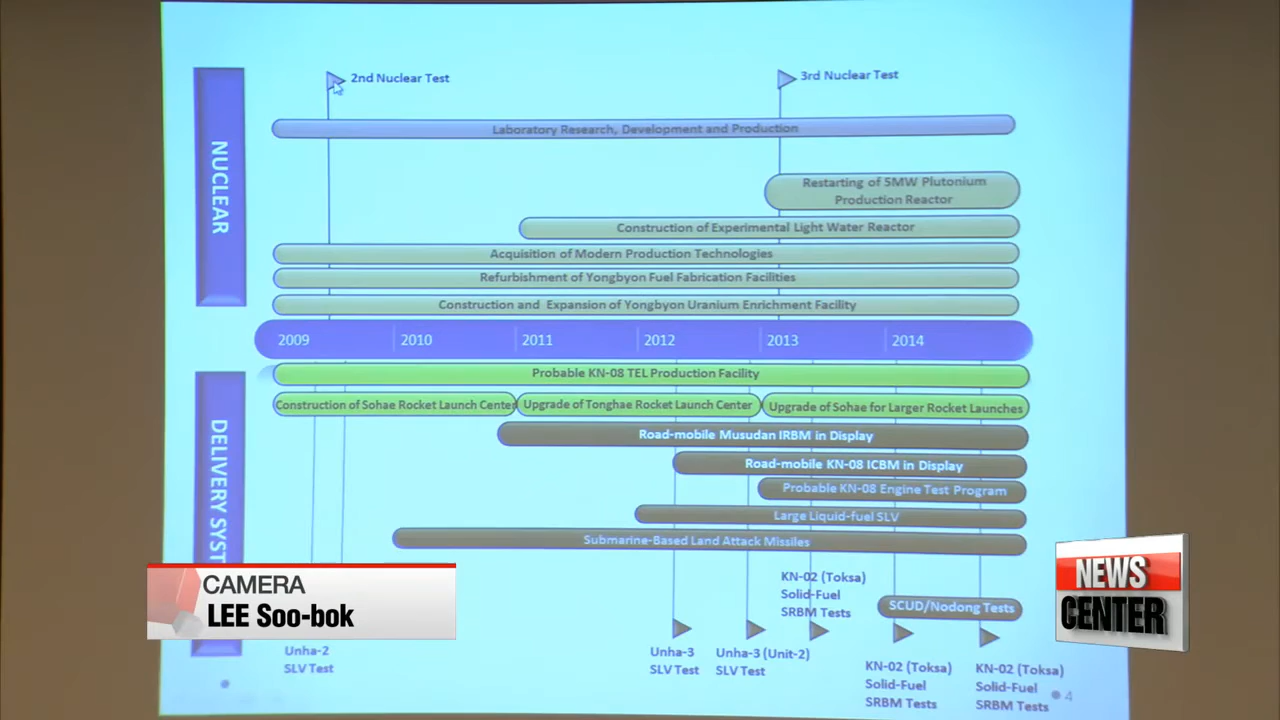 2nd Nuclear Test
3rd Nuclear Test
NUCLEAR
Laboratory Research, Development and Production
Restarting of 5MW Plutonium
Production Reactor
Construction of Experimental Light Water Reactor
Acquisition of Modern Production Technologies
Refurbishment of Yongbyon Fuel Fabrication Facilities
Construction and Expansion of Yongbyon Uranium Enrichment Facility
2009 2010 2011 2012 2013 2014
DELIVERY SYST
Probable KN-08 TEL Production Facility
Construction of Sohae Rocket Launch Center Upgrade of Tonghae Rocket Launch Center Upgrade of Sohae for Larger Rocket Launches
Road-mobile Musudan IRBM in Display
Road-mobile KN-08 ICBM in Display
Probable KN-08 Engine Test Program
Large Liquid-fuel SLV
Submarine-Based Land Attack Missiles
KN-02 (Toksa)
Solid-Fuel
SRBM Tests
SCUD/Nodong Tests
Unha-2
SLV Test
Unha-3
SLV Test
Unha-3 (Unit-2)
SLV Test
KN-02 (Toksa)
Solid-Fuel
SRBM Tests
KN-02 (Toksa)
Solid-Fuel
SRBM Tests
4
CAMERA
LEE Soo-bok
NEWS
CENTER